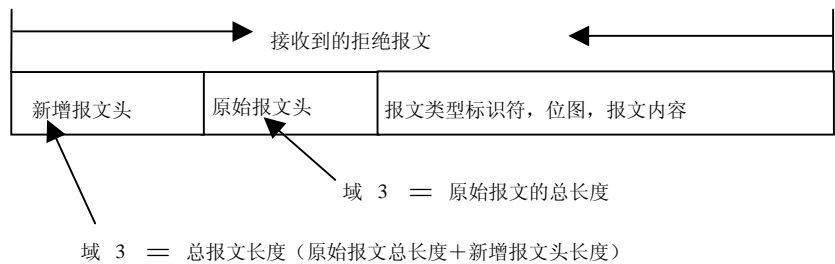 接收到的拒绝报文
新增报文头
原始报文头
报文类型标识符，位图，报文内容
域 3 ＝ 原始报文的总长度
域 3 ＝ 总报文长度（原始报文总长度＋新增报文头长度）